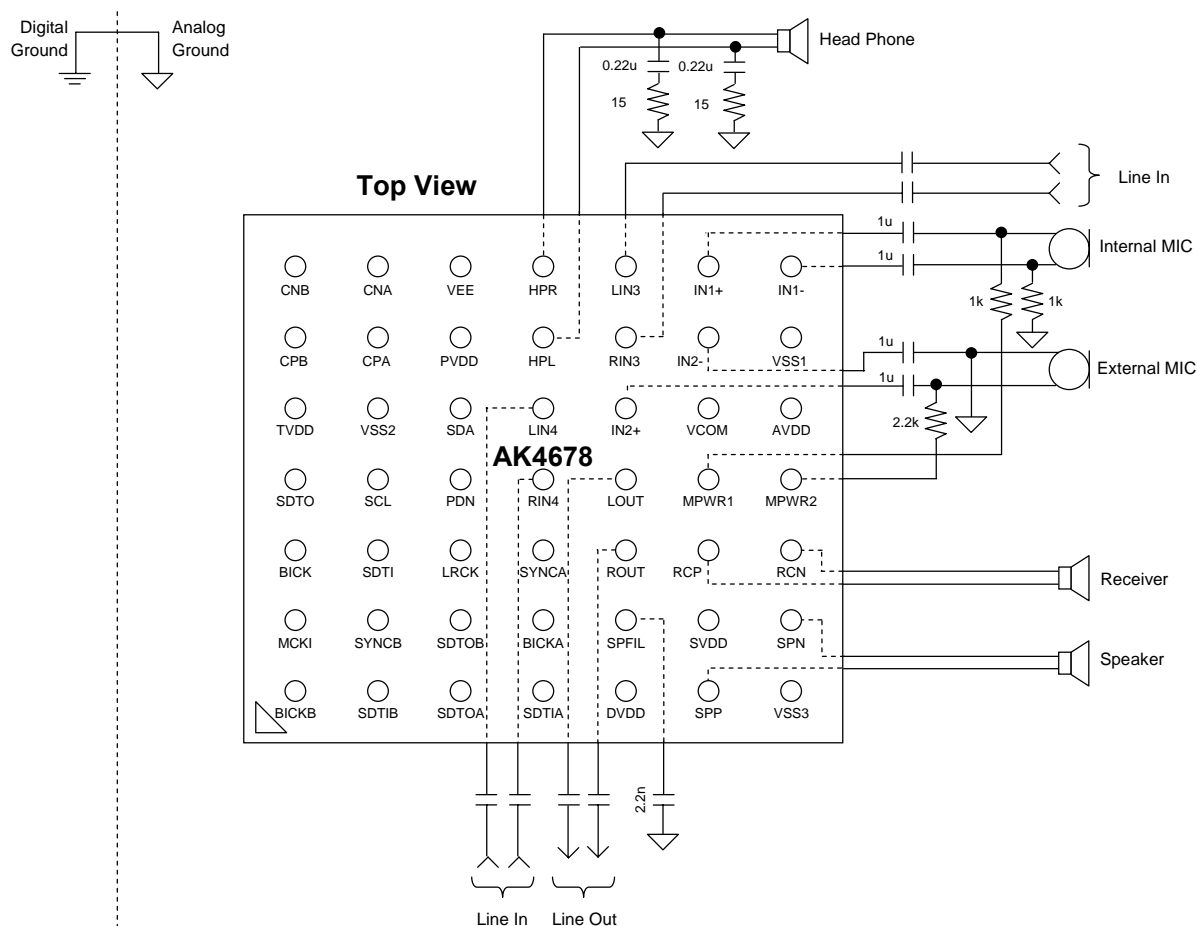 Digital
Ground
Analog
Ground
Head Phone
0.22u
0.22u
15
15
Top View
Line In
1u
1u
Internal MIC
1k
1k
CNB
CNA
VEE
HPR
LIN3
IN1+
IN1-
1u
CPB
CPA
PVDD
HPL
RIN3
IN2-
VSS1
External MIC
1u
2.2k
TVDD
VSS2
SDA
LIN4
IN2+
VCOM
AVDD
AK4678
SDTO
SCL
PDN
RIN4
LOUT
MPWR1
MPWR2
BICK
SDTI
LRCK
SYNCA
ROUT
RCP
RCN
Receiver
MCKI
SYNCB
SDTOB
BICKA
SPFIL
SVDD
SPN
Speaker
BICKB
SDTIB
SDTOA
SDTIA
DVDD
SPP
VSS3
2.2n
Line In
Line Out